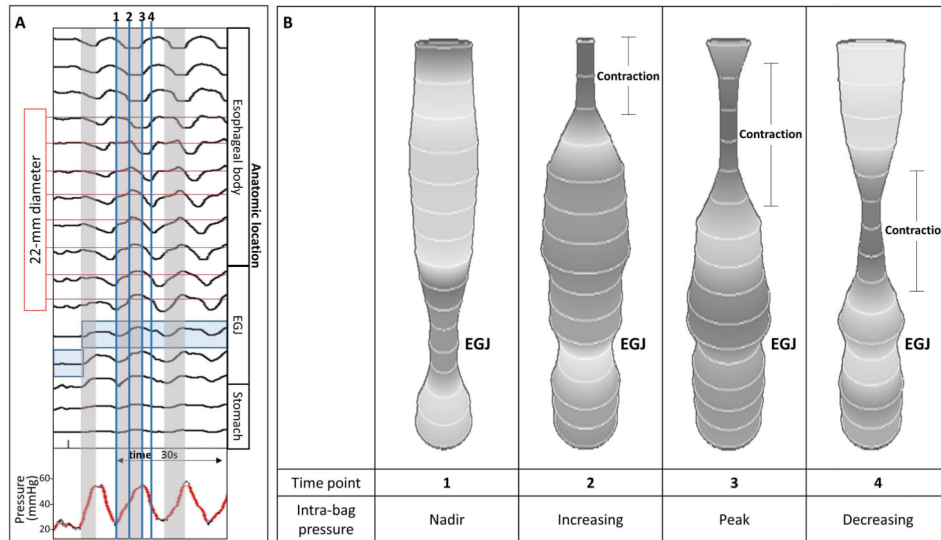 A
1 2 3 4
22-mm diameter
Esophageal body
EGJ
Stomach
Anatomic location
time 30s
Pressure
(mmHg)
60
40
20
B
Contraction
Contraction
Contraction
EGJ
EGJ
EGJ
EGJ
Time point 1 2 3 4
Intra-bag Nadir Increasing Peak Decreasing
pressure